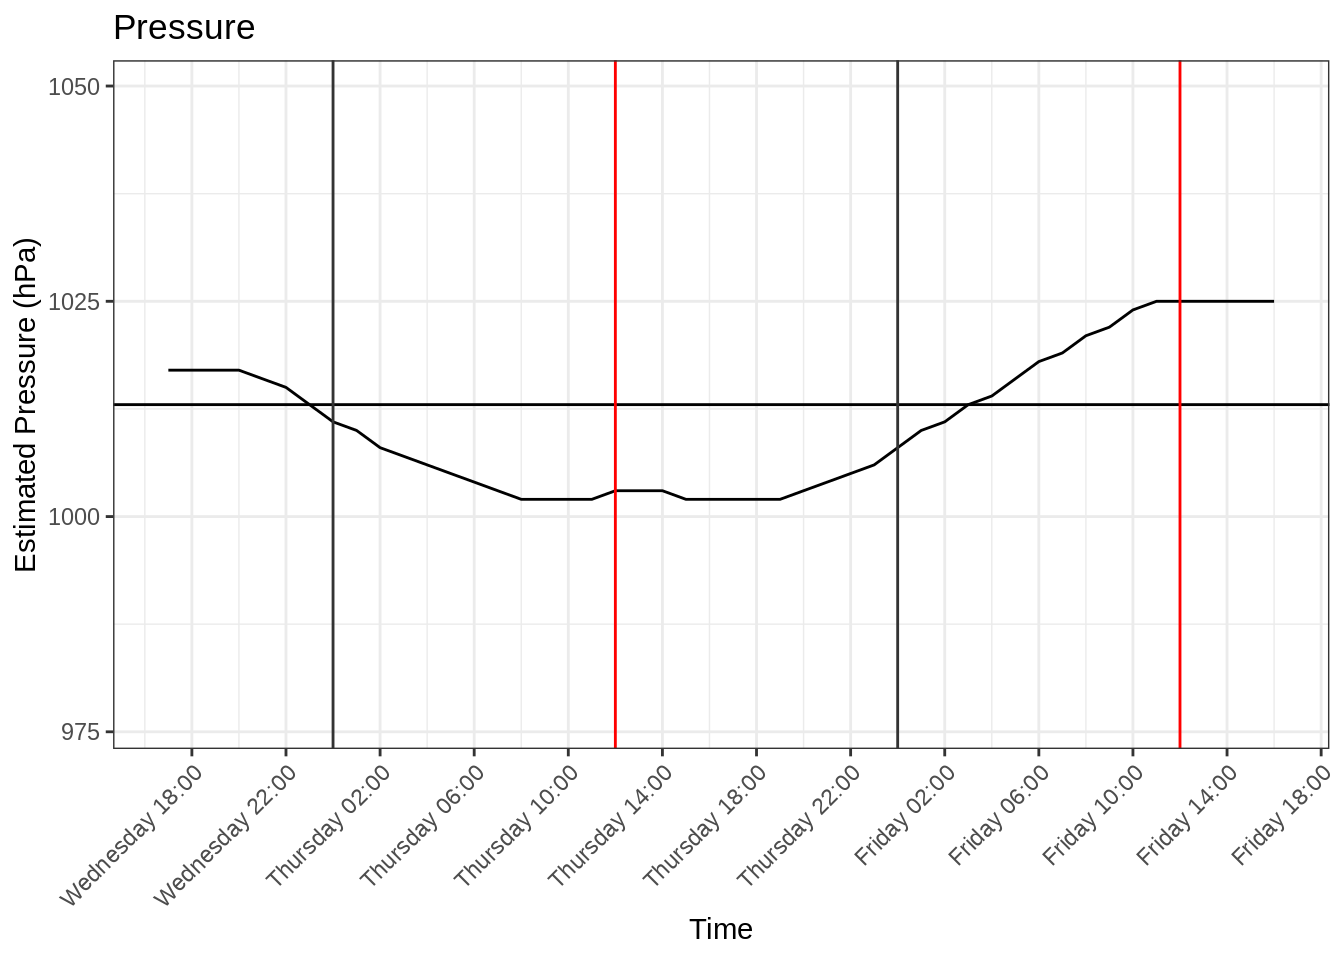 Pressure
1050
1025
1000
975
Estimated Pressure (hPa)
Wednesday 18:00
Wednesday 22:00
Thursday 02:00
Thursday 06:00
Thursday 10:00
Thursday 14:00
Thursday 18:00
Thursday 22:00
Friday 02:00
Friday 06:00
Friday 10:00
Friday 14:00
Friday 18:00
Time